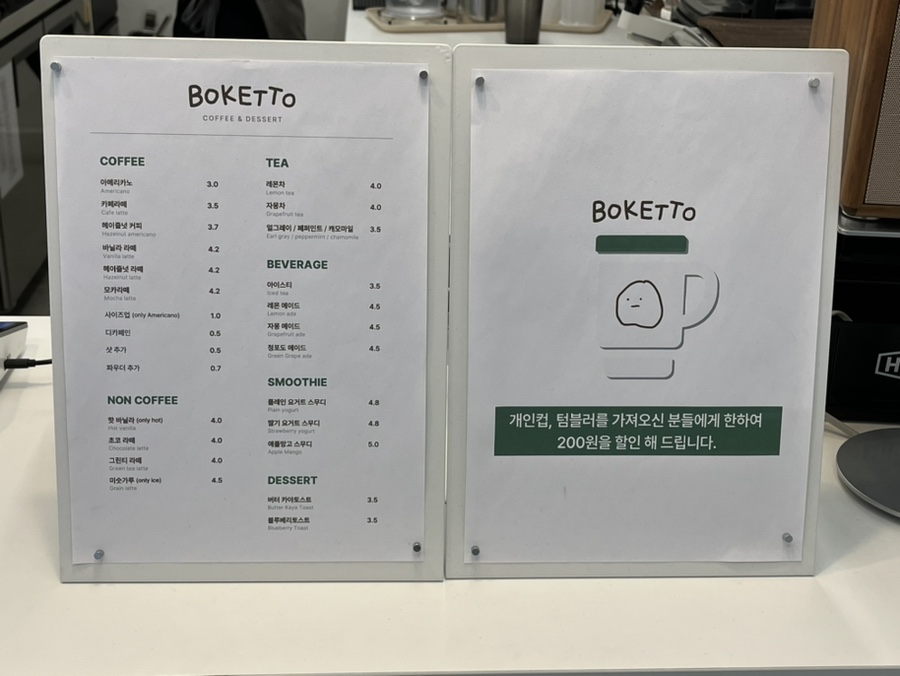 BOKETTO
COFFEE & DESSERT
COFFEE
아메리카노 3.0
Americano
카페라떼 3.5
Cafe latte
헤이즐넛 커피 3.7
Hazelnut americano
바닐라 라떼 4.2
Vanilla latte
헤이즐넛 라떼 4.2
Hazelnut latte
모카라떼 4.2
Mocha latte
사이즈업 (only Americano) 1.0
디카페인 0.5
샷 추가 0.5
파우더 추가 0.7
NON COFFEE
핫 바닐라 (only hot) 4.0
Hot vanilla
초코 라떼 4.0
Chocolate latte
그린티 라떼 4.0
Green tea latte
미숫가루 (only ice) 4.5
Grain latte
TEA
레몬차 4.0
Lemon tea
자몽차 4.0
Grapefruit tea
얼그레이 / 페퍼민트 / 캐모마일 3.5
Earl gray / peppermint / chamomile
BEVERAGE
아이스티 3.5
Iced tea
레몬 에이드 4.5
Lemon ade
자몽 에이드 4.5
Grapefruit ade
청포도 에이드 4.5
Green Grape ade
SMOOTHIE
플레인 요거트 스무디 4.8
Plain yogurt
딸기 요거트 스무디 4.8
Strawberry yogurt
애플망고 스무디 5.0
Apple Mango
DESSERT
버터 카야토스트 3.5
Butter Kaya Toast
블루베리토스트 3.5
Blueberry Toast
BOKETTO
개인컵, 텀블러를 가져오신 분들에게 한하여
200원을 할인 해 드립니다.